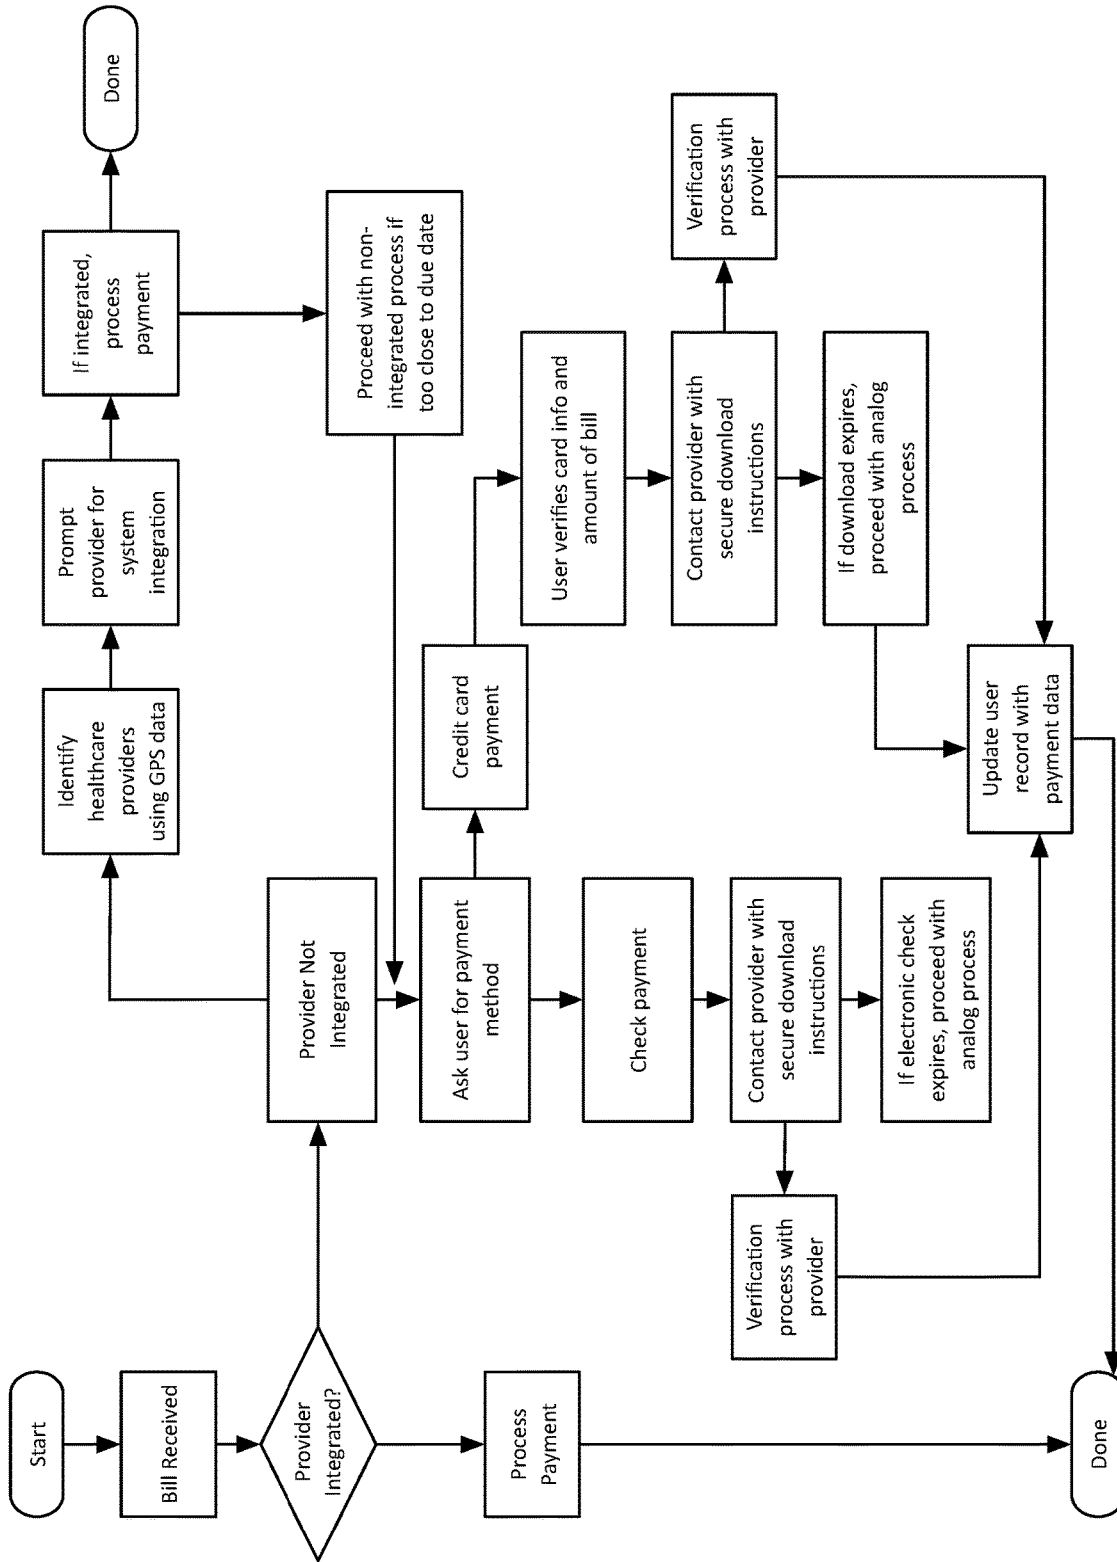 Start
Bill Received
Provider
Integrated?
Process
Payment
Done
Provider Not
Integrated
Ask user for payment
method
Check payment
Contact provider with
secure download
instructions
If electronic check
expires, proceed with
analog process
Verification
process with
provider
Identify
healthcare
providers
using GPS data
Prompt
provider for
system
integration
If integrated,
process
payment
Done
Proceed with non-
integrated process if
too close to due date
Credit card
payment
User verifies card info and
amount of bill
Contact provider with
secure download
instructions
If download expires,
proceed with analog
process
Verification
process with
provider
Update user
record with
payment data